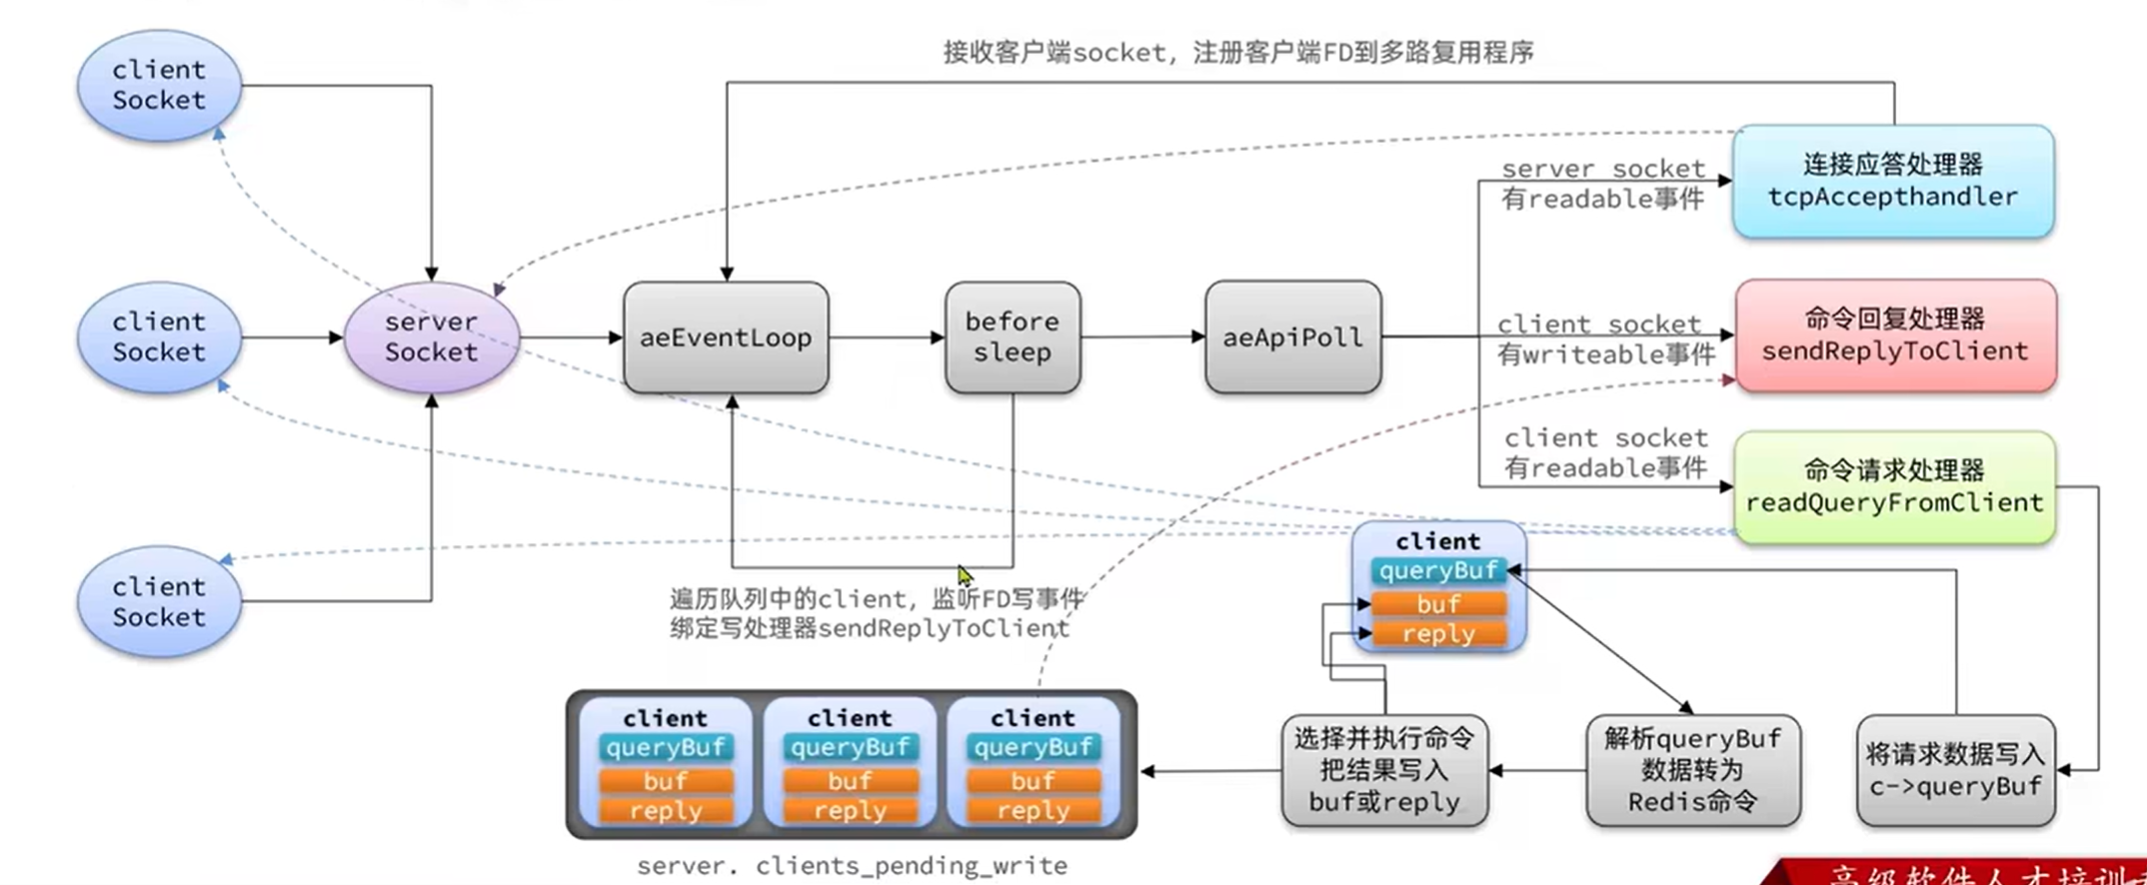 接收客户端socket, 注册客户端FD到多路复用程序
client
Socket
连接应答处理器
tcpAccepthandler
server socket
有readable事件
client
Socket
server
Socket
aeEventLoop
before
sleep
aeApiPoll
client socket
有writeable事件
命令回复处理器
sendReplyToClient
client socket
有readable事件
命令请求处理器
readQueryFromClient
client
Socket
遍历队列中的client, 监听FD写事件
绑定写处理器sendReplyToClient
client
queryBuf
buf
reply
client
queryBuf
buf
reply
client
queryBuf
buf
reply
client
queryBuf
buf
reply
server. clients_pending_write
选择并执行命令
把结果写入
buf或reply
解析queryBuf
数据转为
Redis命令
将请求数据写入
c->queryBuf
高级软件人才培训